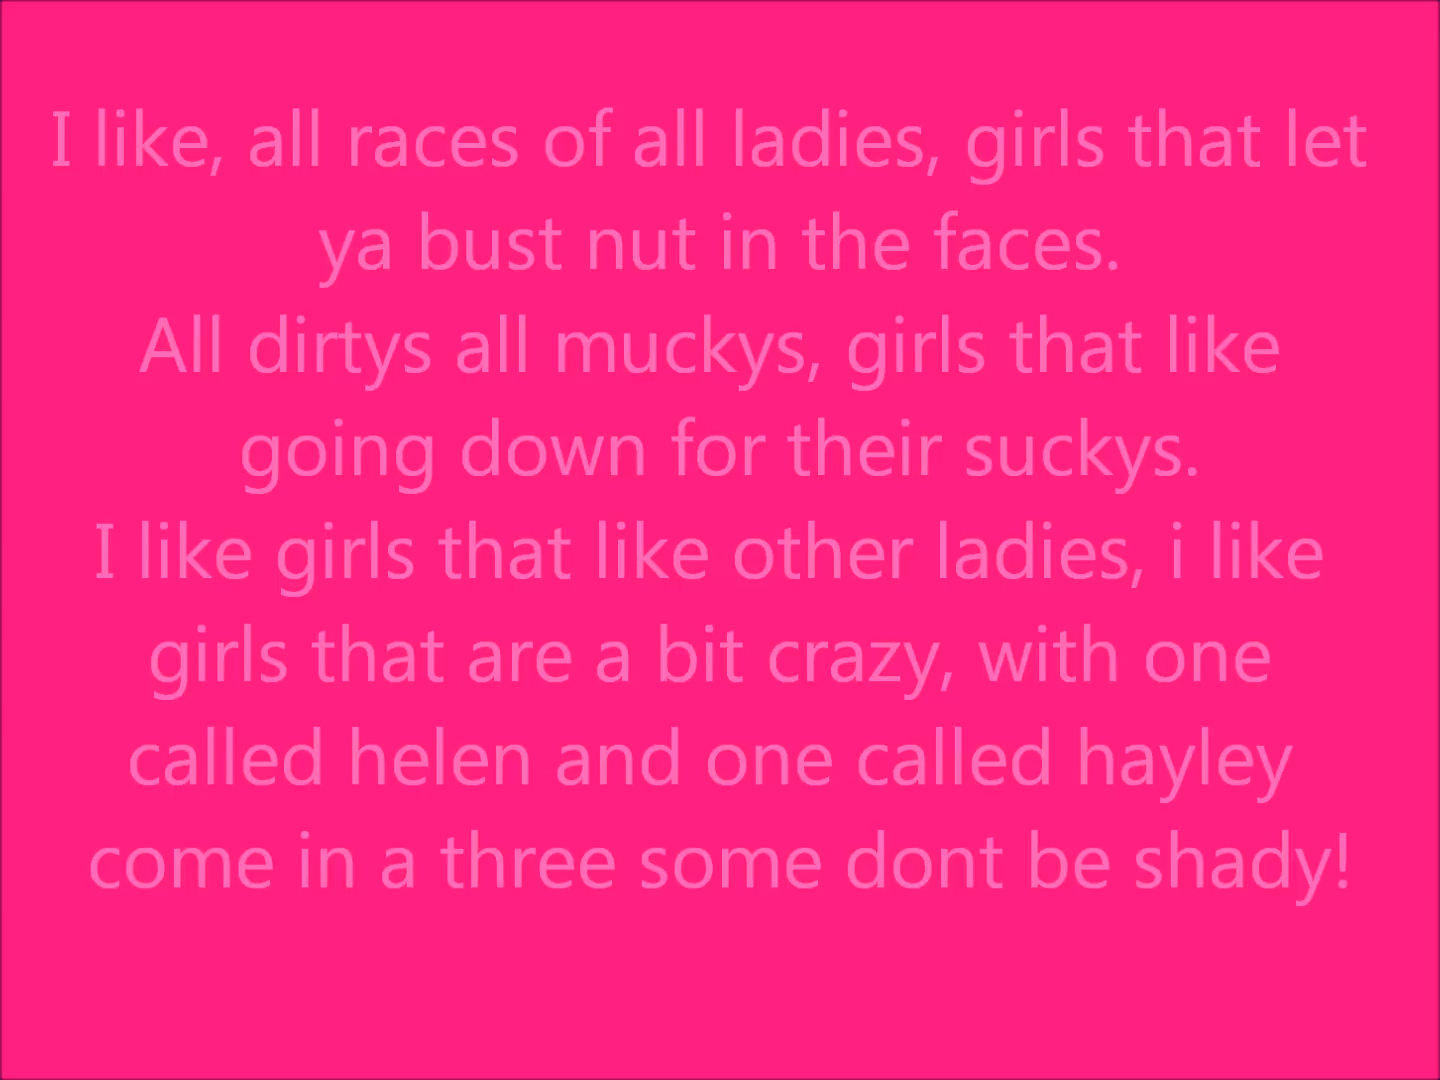 I like, all races of all ladies, girls that let
ya bust nut in the faces.
All dirtys all muckys, girls that like
going down for their suckys.
I like girls that like other ladies, i like
girls that are a bit crazy, with one
called helen and one called hayley
come in a three some dont be shady!